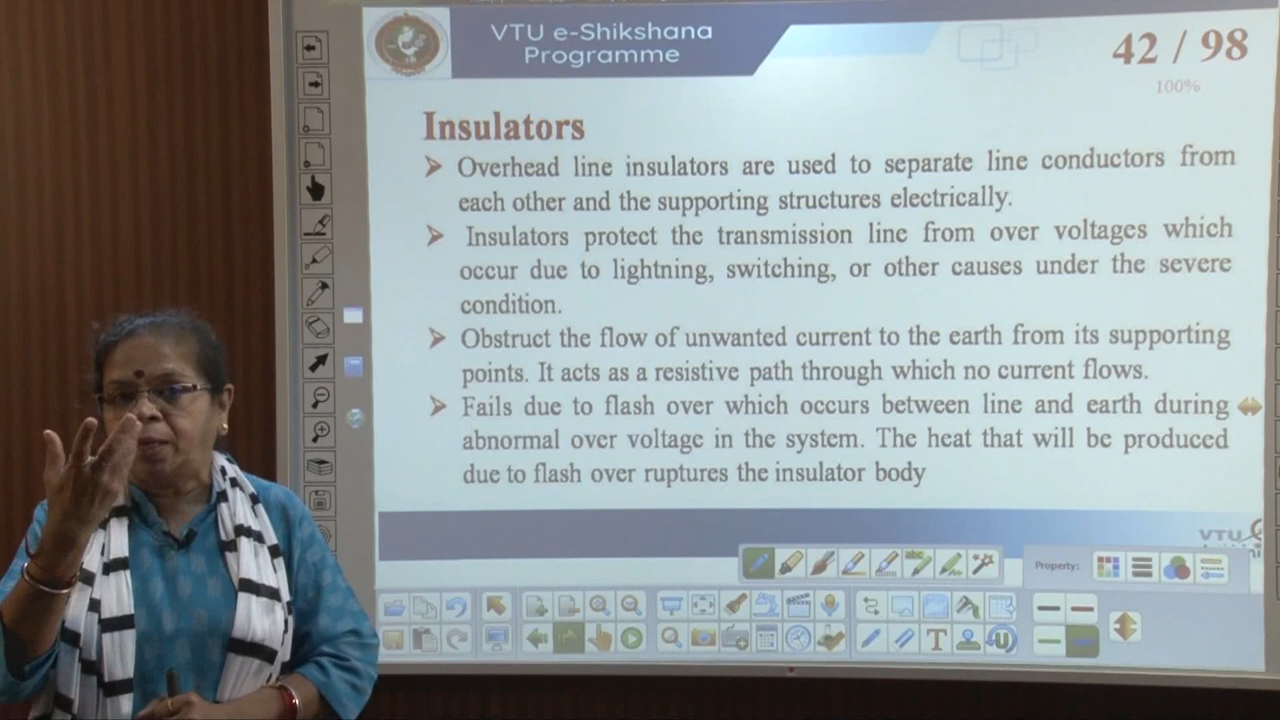 VTU e-Shikshana
Programme
42 / 98
100%
Insulators
➢ Overhead line insulators are used to separate line conductors from
each other and the supporting structures electrically.
➢ Insulators protect the transmission line from over voltages which
occur due to lightning, switching, or other causes under the severe
condition.
➢ Obstruct the flow of unwanted current to the earth from its supporting
points. It acts as a resistive path through which no current flows.
➢ Fails due to flash over which occurs between line and earth during
abnormal over voltage in the system. The heat that will be produced
due to flash over ruptures the insulator body
VTU
Property:
abc
T